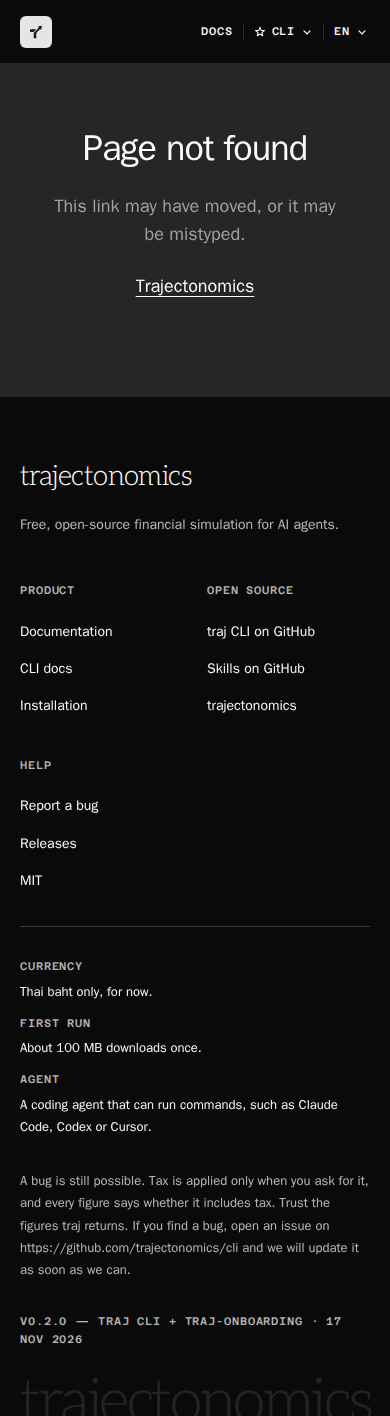 DOCS
CLI
EN
Page not found
This link may have moved, or it may
be mistyped.
Trajectonomics
trajectonomics
Free, open-source financial simulation for AI agents.
PRODUCT
Documentation
CLI docs
Installation
OPEN SOURCE
traj CLI on GitHub
Skills on GitHub
trajectonomics
HELP
Report a bug
Releases
MIT
CURRENCY
Thai baht only, for now.
FIRST RUN
About 100 MB downloads once.
AGENT
A coding agent that can run commands, such as Claude
Code, Codex or Cursor.
A bug is still possible. Tax is applied only when you ask for it,
and every figure says whether it includes tax. Trust the
figures traj returns. If you find a bug, open an issue on
https://github.com/trajectonomics/cli and we will update it
as soon as we can.
V0.2.0 — TRAJ CLI + TRAJ-ONBOARDING · 17
NOV 2026
trajectonomics